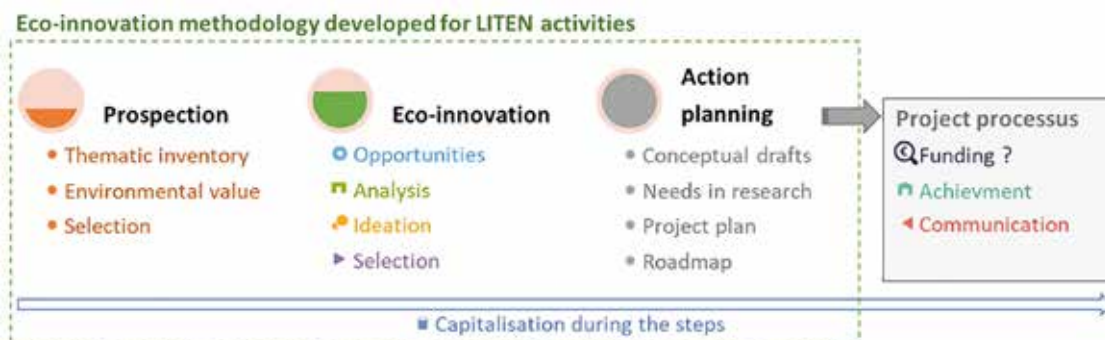 Eco-innovation methodology developed for LITEN activities
Prospection
• Thematic inventory
• Environmental value
• Selection
Eco-innovation
Opportunities
Analysis
Ideation
Selection
Action
planning
• Conceptual drafts
• Needs in research
• Project plan
• Roadmap
Project processus
Funding ?
Achievment
Communication
Capitalisation during the steps